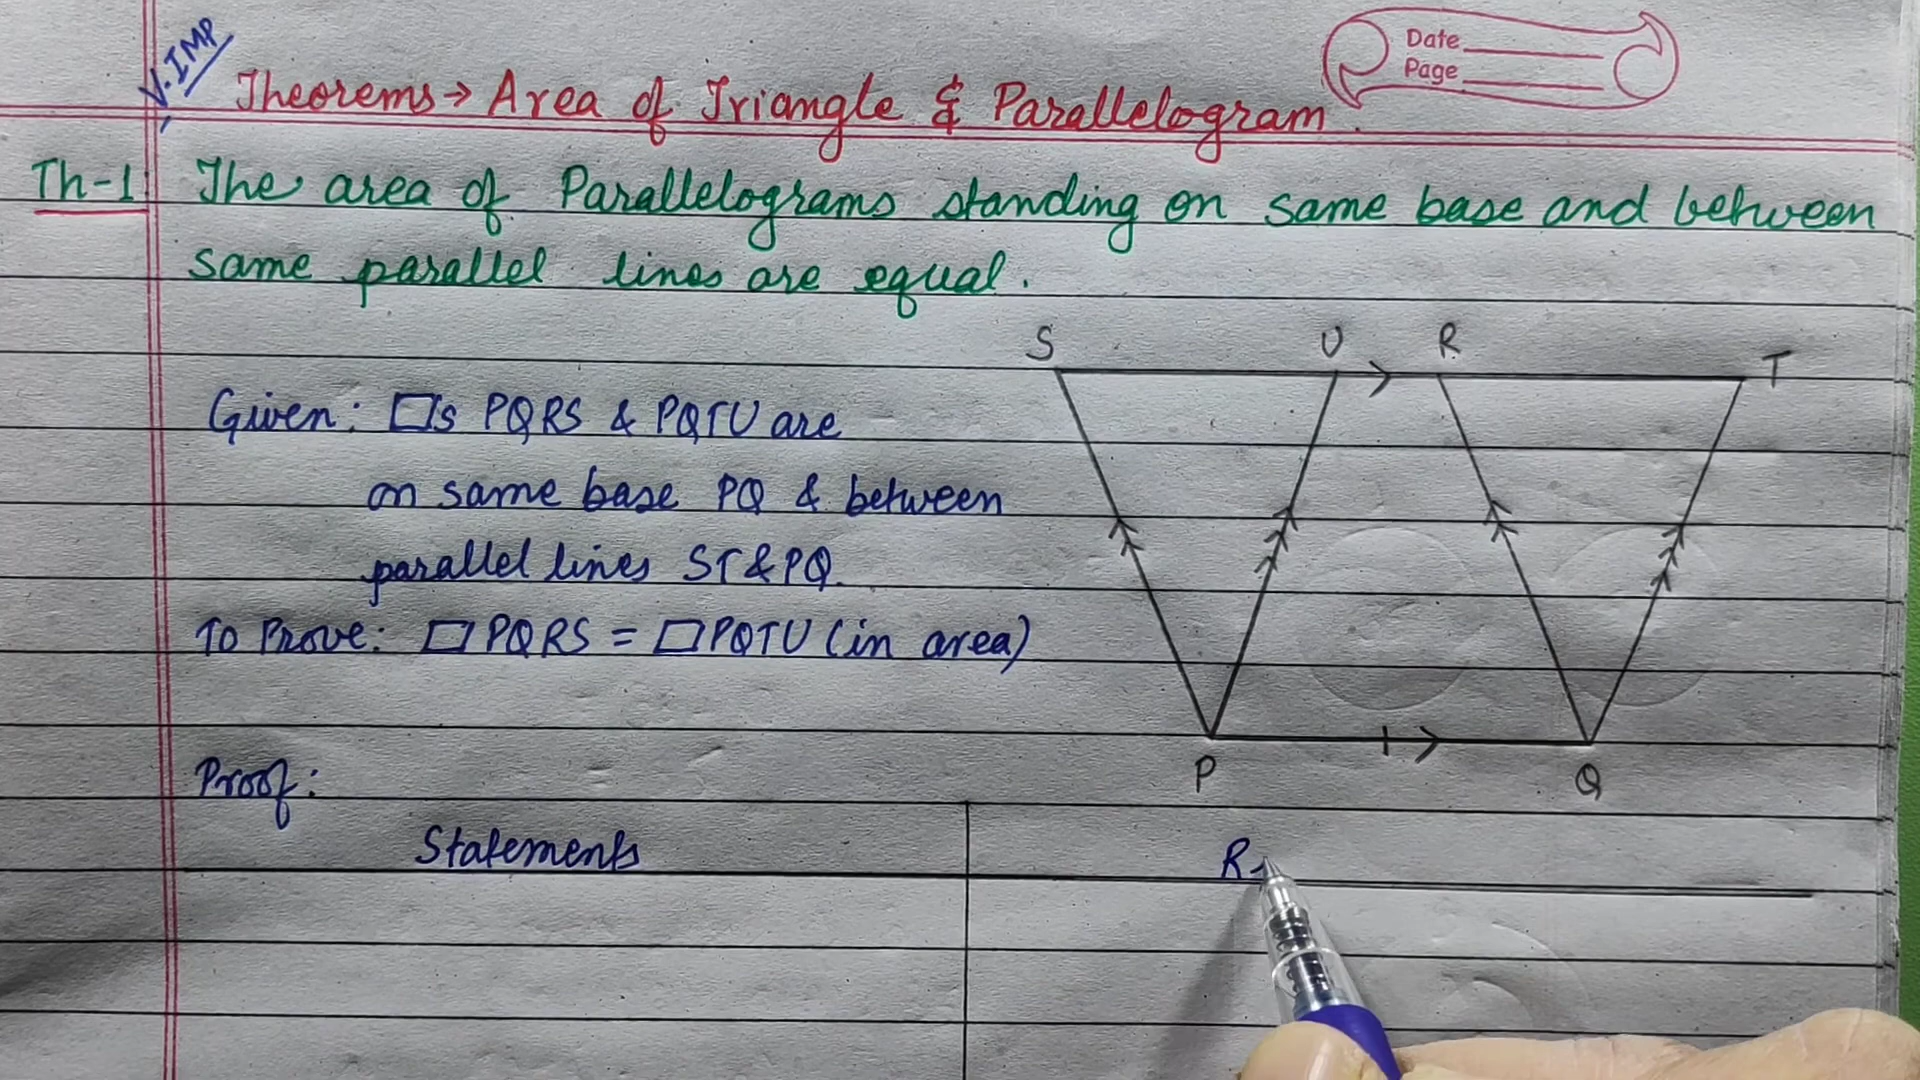 V. IMP
Date
Page
Theorems → Area of Triangle & Parallelogram.
Th-1: The area of Parallelograms standing on same base and between
same parallel lines are equal.
S U R T
Given: □s PQRS & PQTU are
on same base PQ & between
parallel lines ST & PQ.
To Prove: ▱ PQRS = ▱ PQTU (in area)
P Q
Proof:
Statements